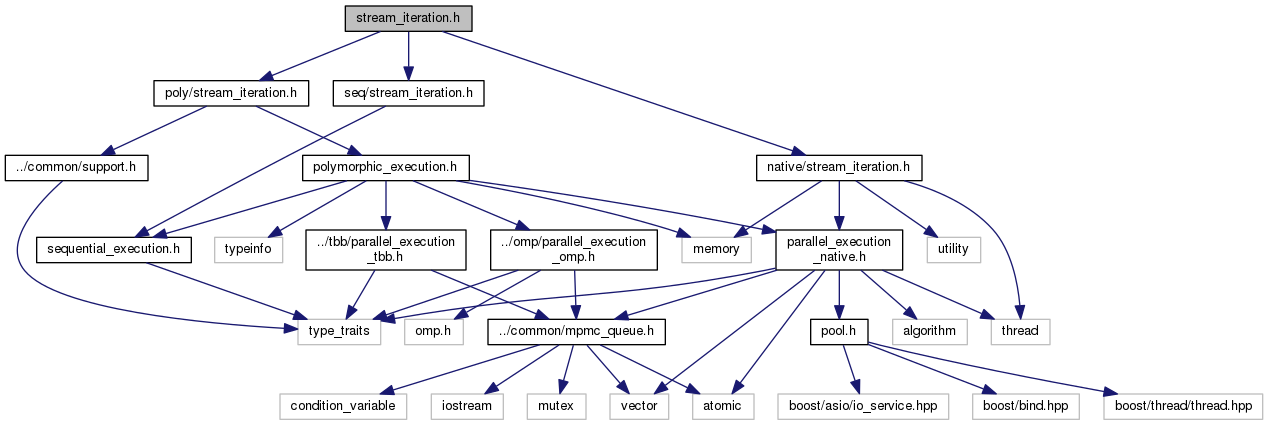 stream_iteration.h
poly/stream_iteration.h
seq/stream_iteration.h
../common/support.h
polymorphic_execution.h
native/stream_iteration.h
sequential_execution.h
typeinfo
../tbb/parallel_execution
_tbb.h
../omp/parallel_execution
_omp.h
memory
parallel_execution
_native.h
utility
type_traits
omp.h
../common/mpmc_queue.h
pool.h
algorithm
thread
condition_variable
iostream
mutex
vector
atomic
boost/asio/io_service.hpp
boost/bind.hpp
boost/thread/thread.hpp